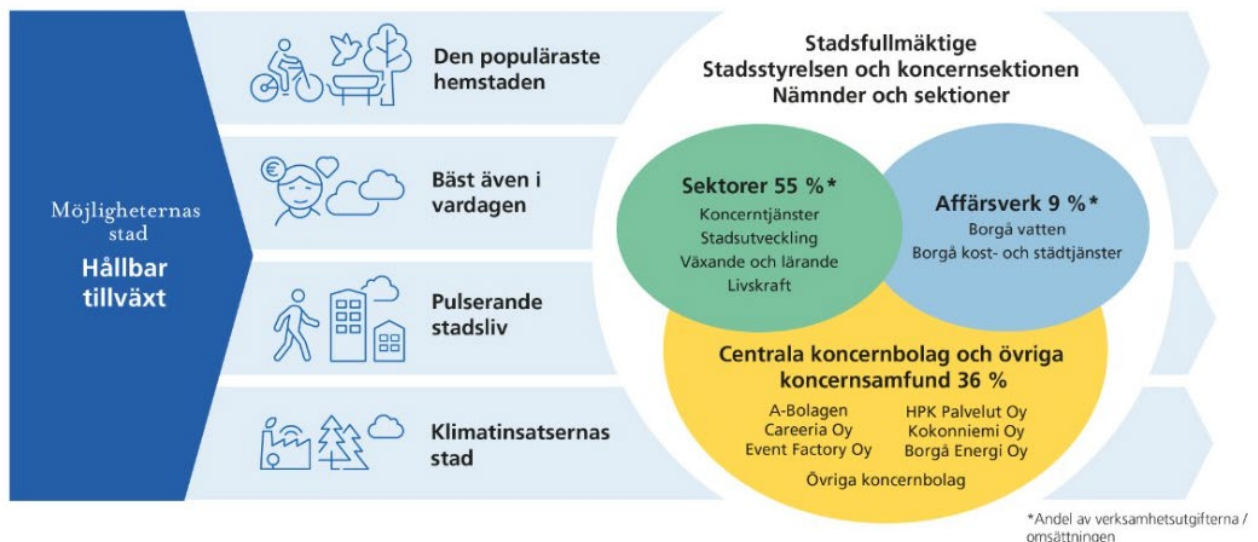 Möjligheternas
stad
Hållbar
tillväxt
Den populäraste
hemstaden
Bäst även i
vardagen
Pulserande
stadsliv
Klimatinsatsernas
stad
Stadsfullmäktige
Stadsstyrelsen och koncernsektionen
Nämnder och sektioner
Sektorer 55 %*
Koncerntjänster
Stadsutveckling
Växande och lärande
Livskraft
Affärsverk 9 %*
Borgå vatten
Borgå kost- och städtjänster
Centrala koncernbolag och övriga
koncernsamfund 36 %
A-Bolagen
Careeria Oy
Event Factory Oy
HPK Palvelut Oy
Kokonniemi Oy
Borgå Energi Oy
Övriga koncernbolag
*Andel av verksamhetsutgifterna /
omsättningen
€